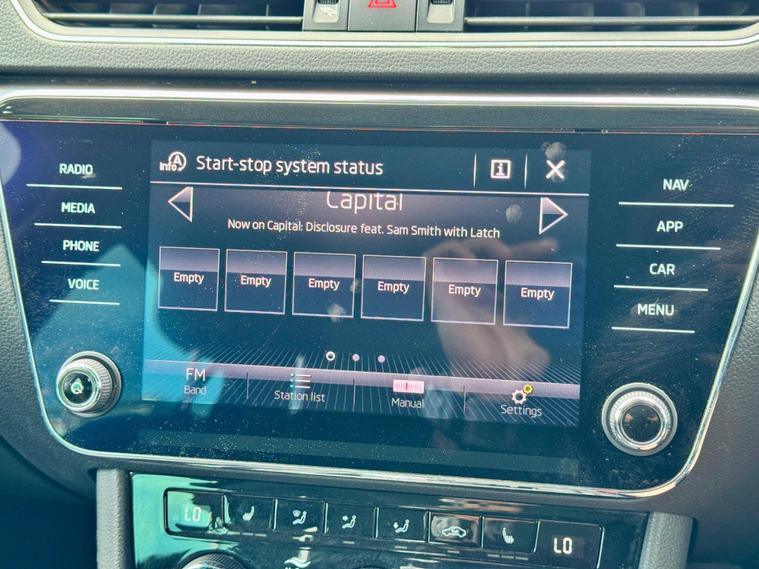 RADIO
MEDIA
PHONE
VOICE
Info A Start-stop system status i
Capital
Now on Capital: Disclosure feat. Sam Smith with Latch
Empty Empty Empty Empty Empty Empty
FM
Band Station list Manual Settings
NAV
APP
CAR
MENU
LO LO